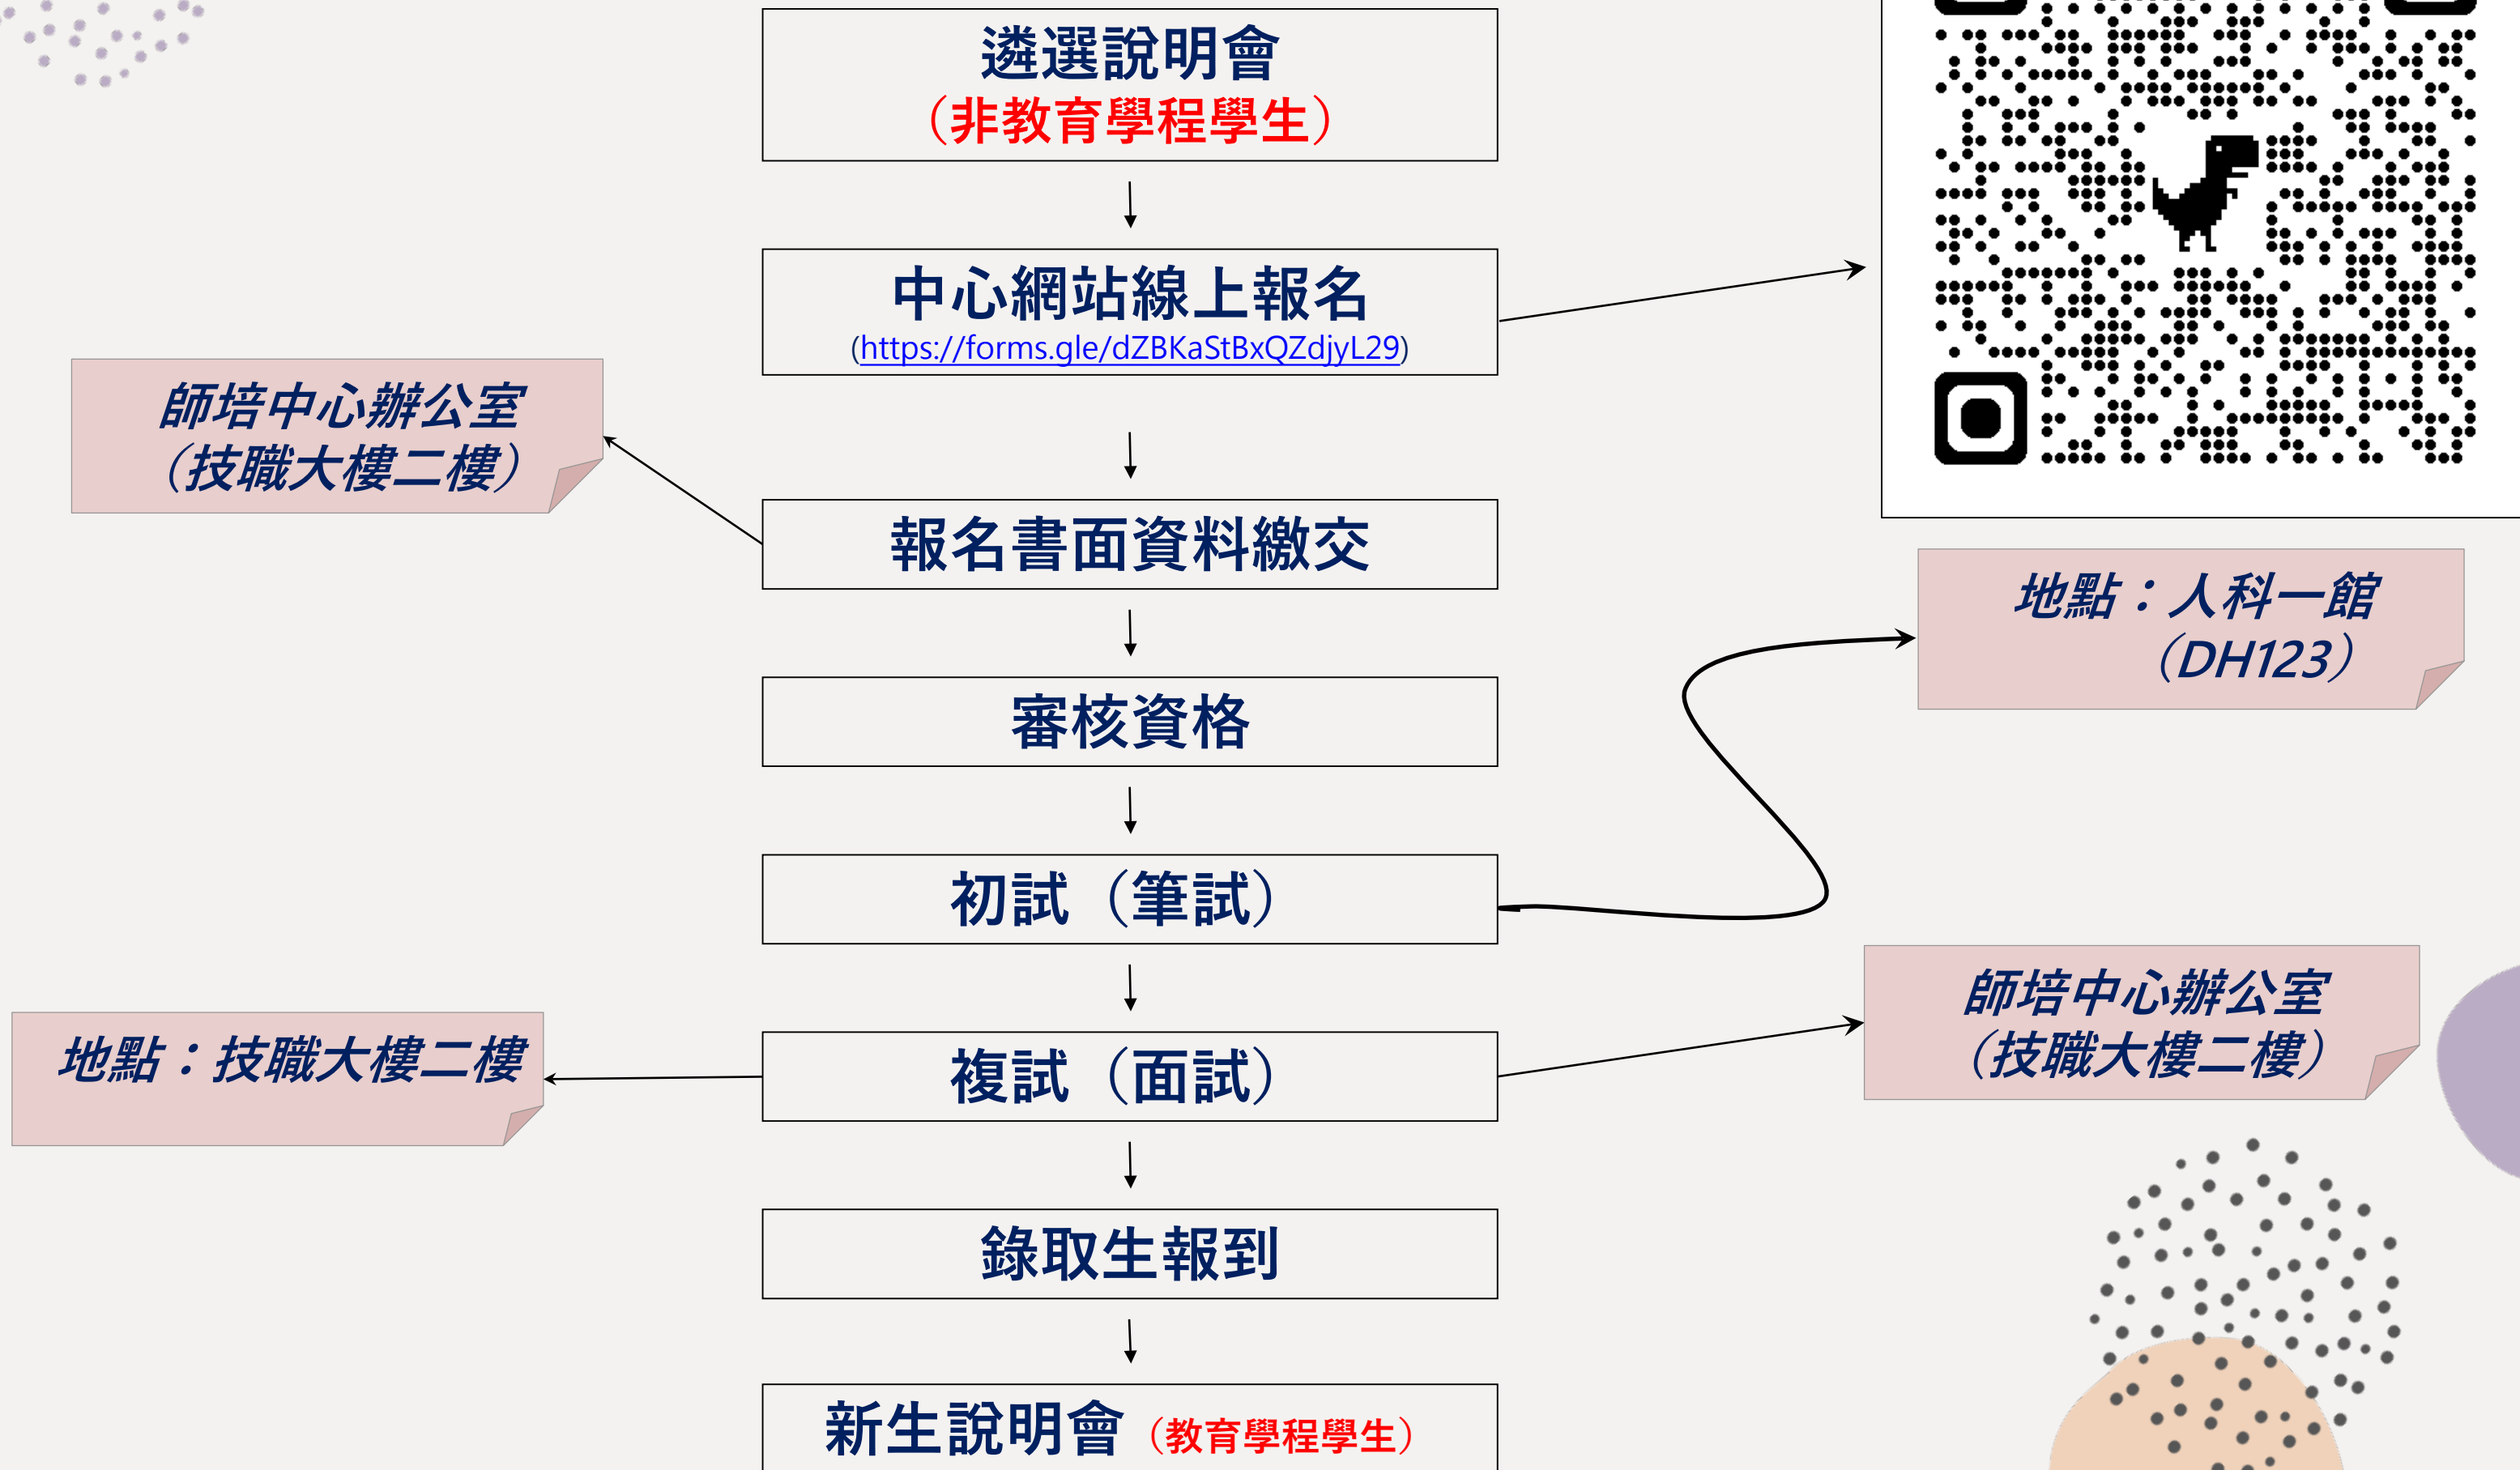 遴選說明會
（非教育學程學生）
中心網站線上報名
(https://forms.gle/dZBKaStBxQZdjyL29)
師培中心辦公室
（技職大樓二樓）
報名書面資料繳交
地點：人科一館
（DH123）
審核資格
初試（筆試）
師培中心辦公室
（技職大樓二樓）
地點：技職大樓二樓
複試（面試）
錄取生報到
新生說明會（教育學程學生）